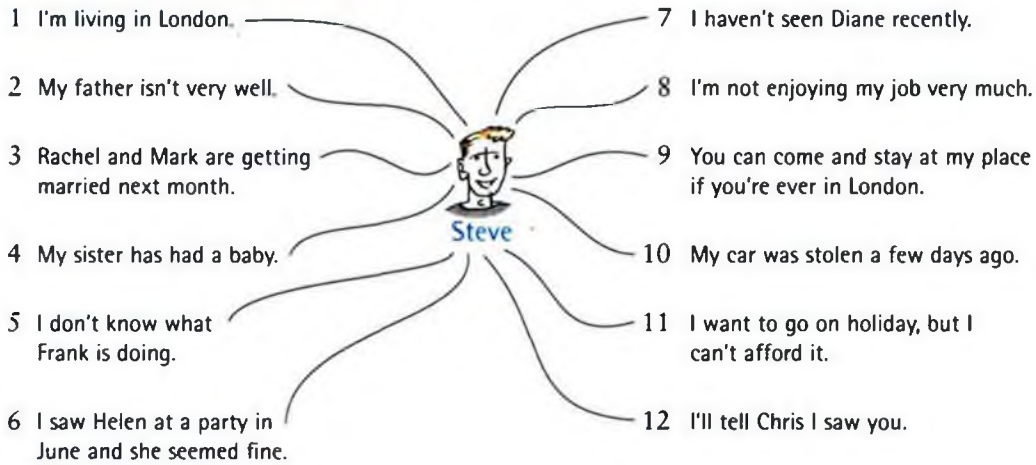 1 I'm living in London.
2 My father isn't very well.
3 Rachel and Mark are getting
married next month.
4 My sister has had a baby.
5 I don't know what
Frank is doing.
6 I saw Helen at a party in
June and she seemed fine.
Steve
7 I haven't seen Diane recently.
8 I'm not enjoying my job very much.
9 You can come and stay at my place
if you're ever in London.
10 My car was stolen a few days ago.
11 I want to go on holiday, but I
can't afford it.
12 I'll tell Chris I saw you.